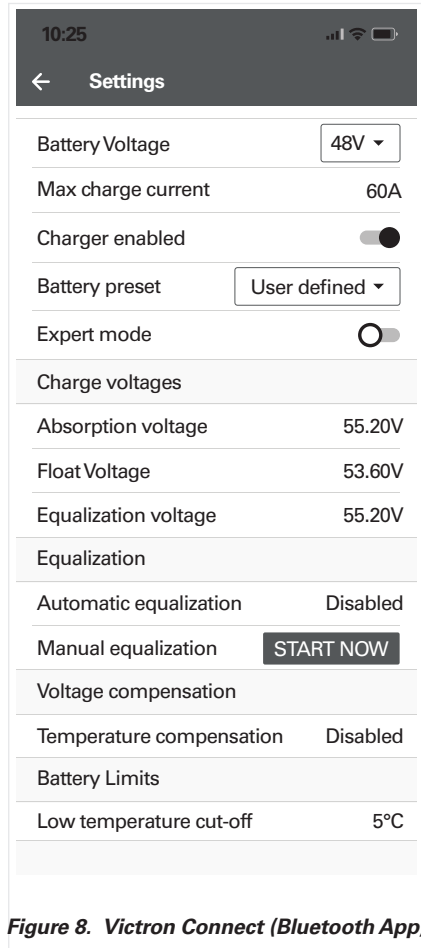 10:25
Settings
Battery Voltage 48V
Max charge current 60A
Charger enabled
Battery preset User defined
Expert mode
Charge voltages
Absorption voltage 55.20V
Float Voltage 53.60V
Equalization voltage 55.20V
Equalization
Automatic equalization Disabled
Manual equalization START NOW
Voltage compensation
Temperature compensation Disabled
Battery Limits
Low temperature cut-off 5°C
Figure 8. Victron Connect (Bluetooth App)